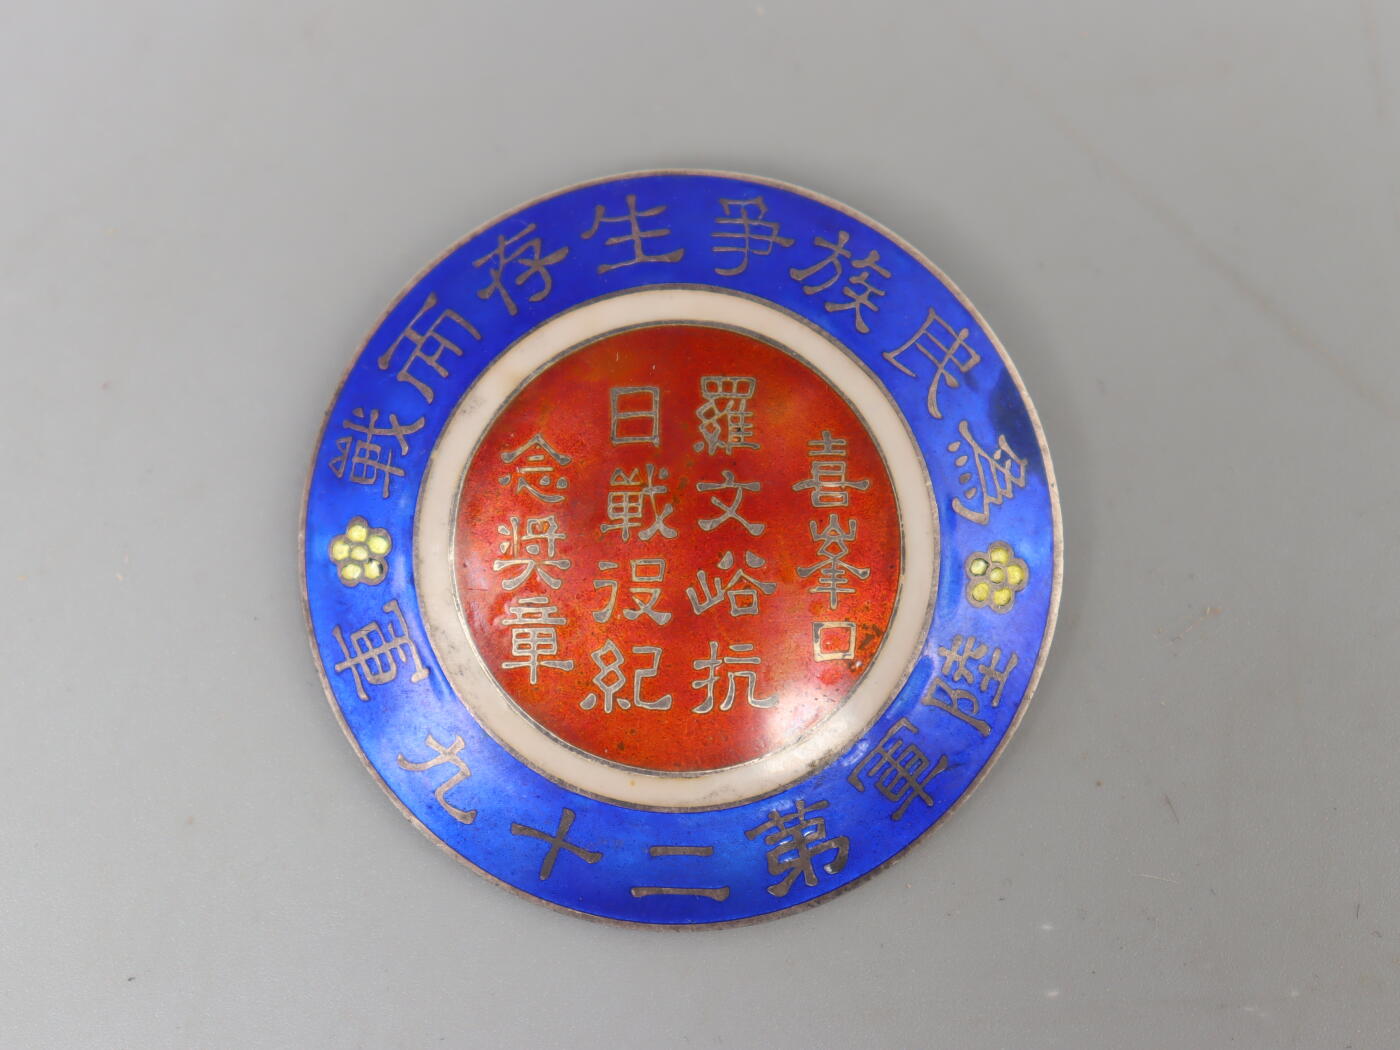 為民族爭生存而戰
陸軍第二十九軍
喜峯口
羅文峪抗
日戰役紀
念奬章